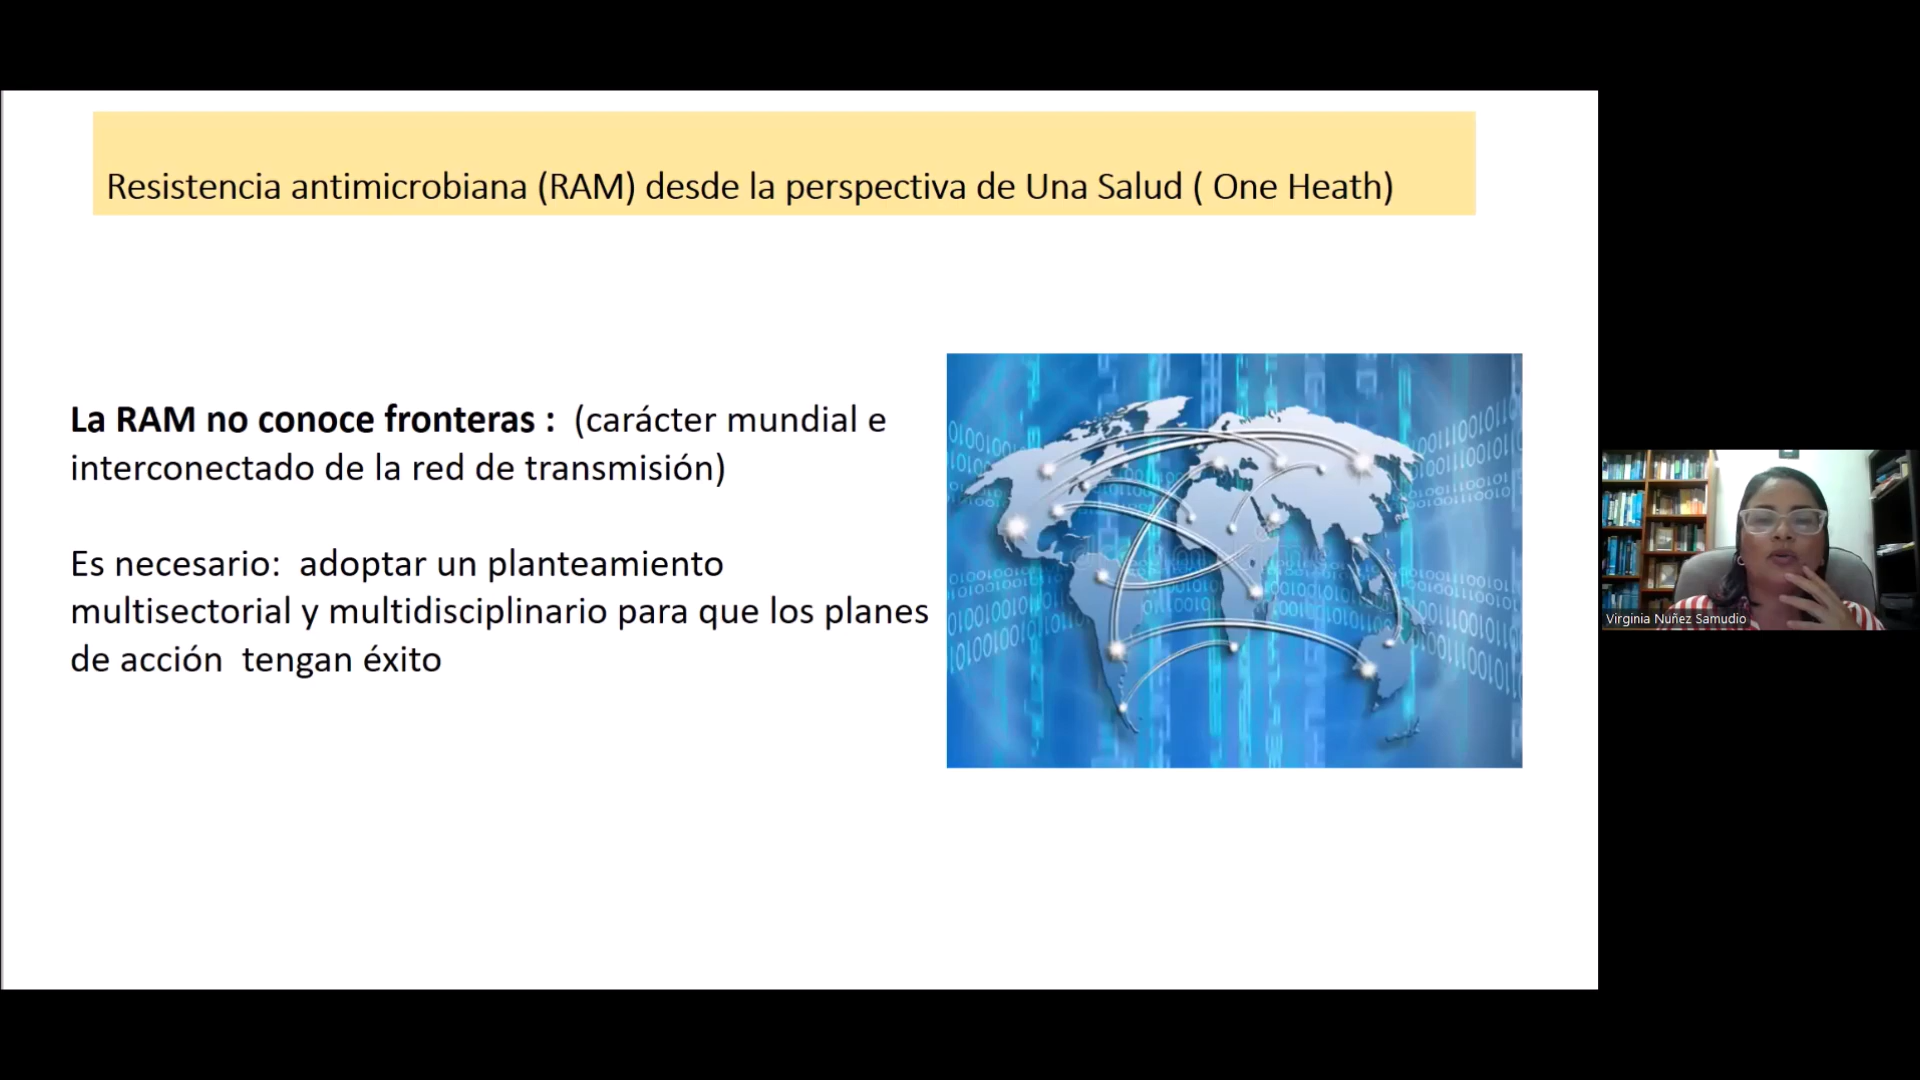 Resistencia antimicrobiana (RAM) desde la perspectiva de Una Salud ( One Heath)
La RAM no conoce fronteras : (carácter mundial e
interconectado de la red de transmisión)
Es necesario: adoptar un planteamiento
multisectorial y multidisciplinario para que los planes
de acción tengan éxito
Virginia Nuñez Samudio